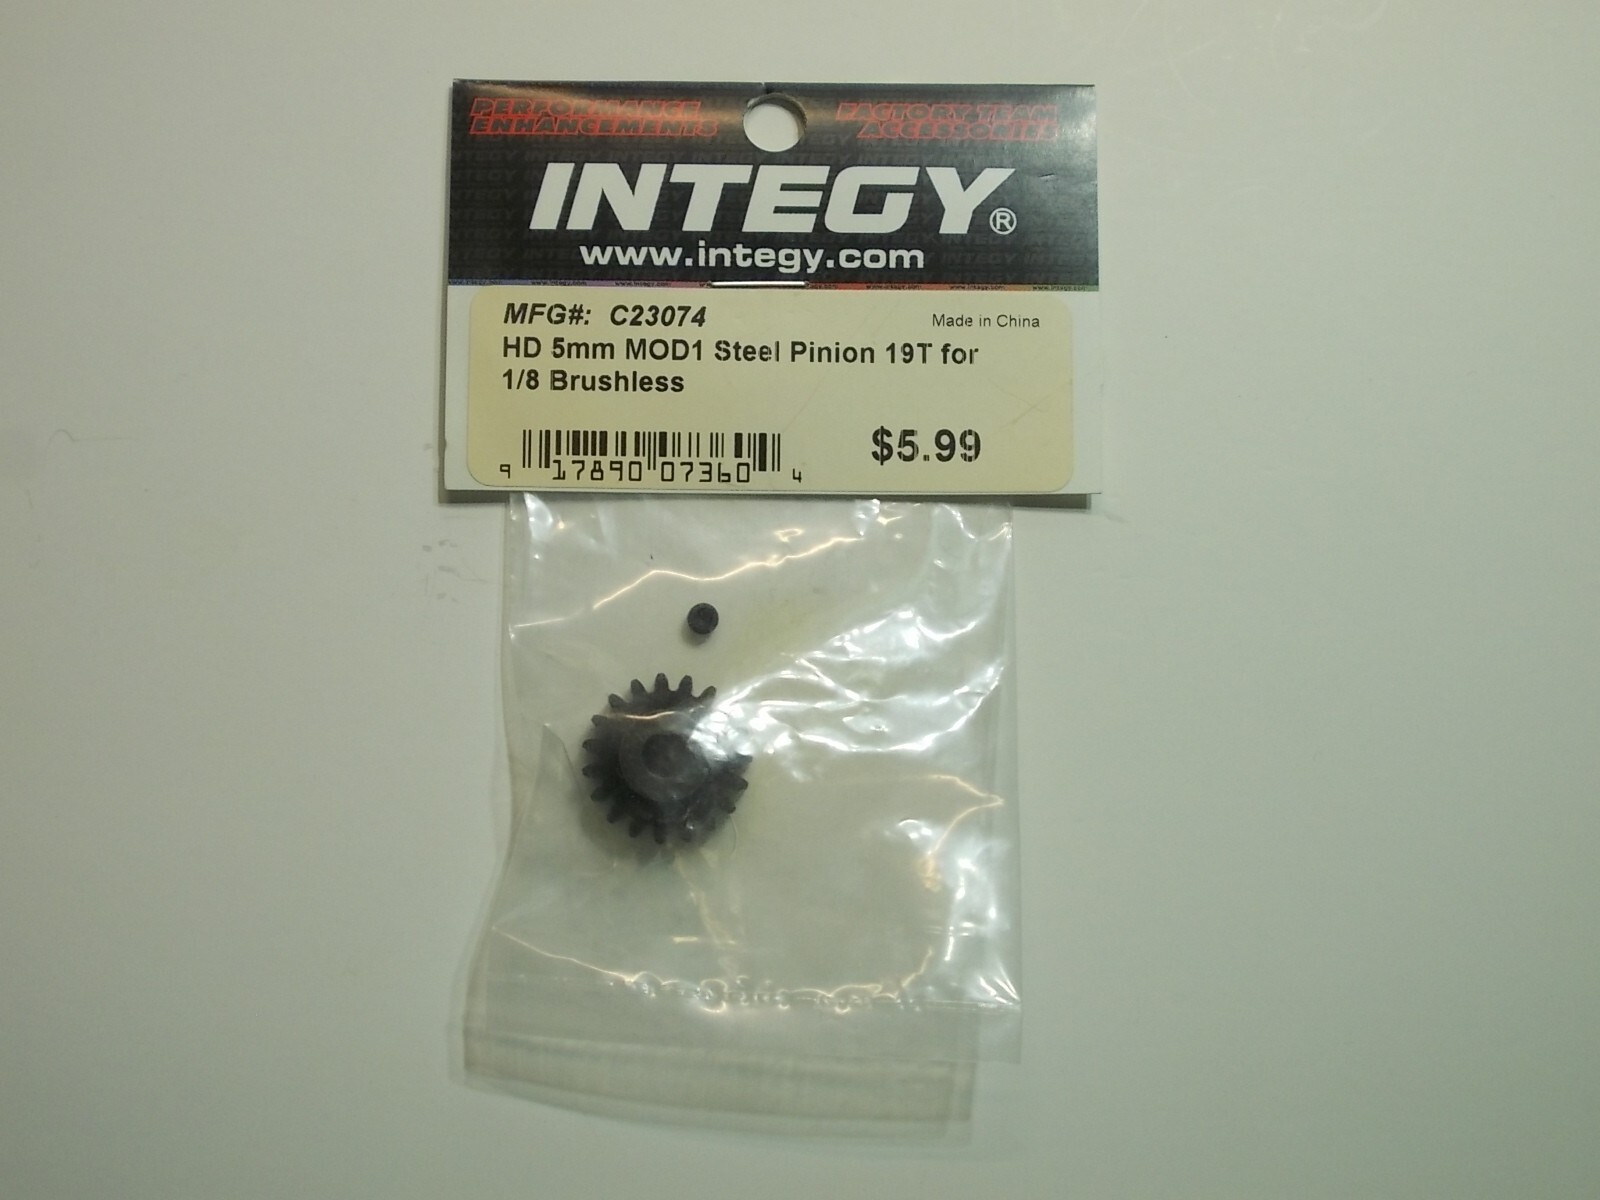 PERFORMANCE
ENHANCEMENTS
FACTORY TEAM
ACCESSORIES
INTEGY®
www.integy.com
MFG#: C23074
Made in China
HD 5mm MOD1 Steel Pinion 19T for
1/8 Brushless
$5.99
9 17890 07360 4